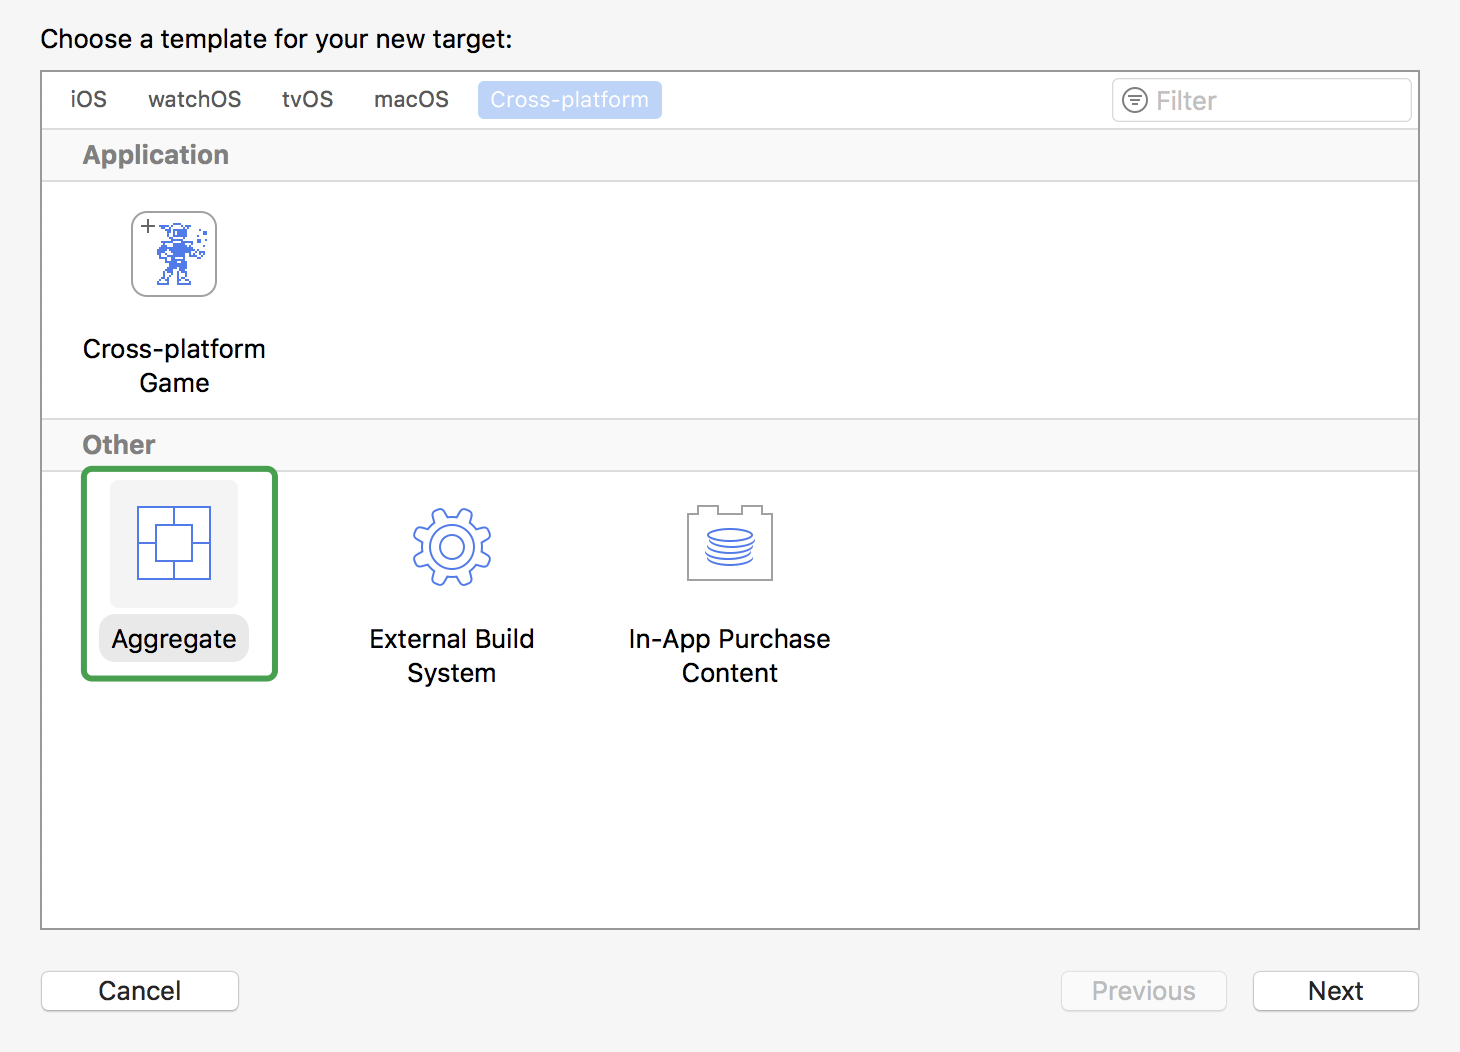 Choose a template for your new target:
iOS watchOS tvOS macOS Cross-platform Filter
Application
Cross-platform
Game
Other
Aggregate External Build In-App Purchase
System Content
Cancel Previous Next